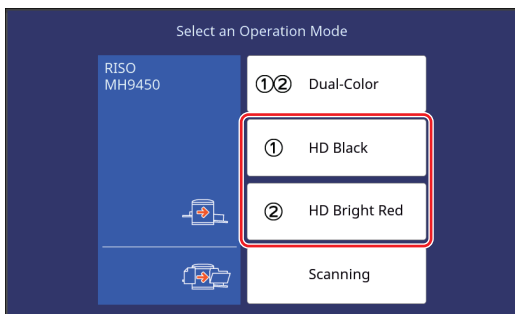 Select an Operation Mode
RISO
MH9450
①② Dual-Color
① HD Black
② HD Bright Red
Scanning